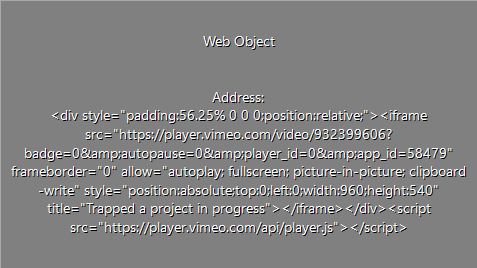 Web Object
Address:
<div style="padding:56.25% 0 0 0;position:relative;"><iframe
src="https://player.vimeo.com/video/932399606?
badge=0&amp;autopause=0&amp;player_id=0&amp;app_id=58479"
frameborder="0" allow="autoplay; fullscreen; picture-in-picture; clipboard
-write" style="position:absolute;top:0;left:0;width:960;height:540"
title="Trapped a project in progress"></iframe></div><script
src="https://player.vimeo.com/api/player.js"></script>